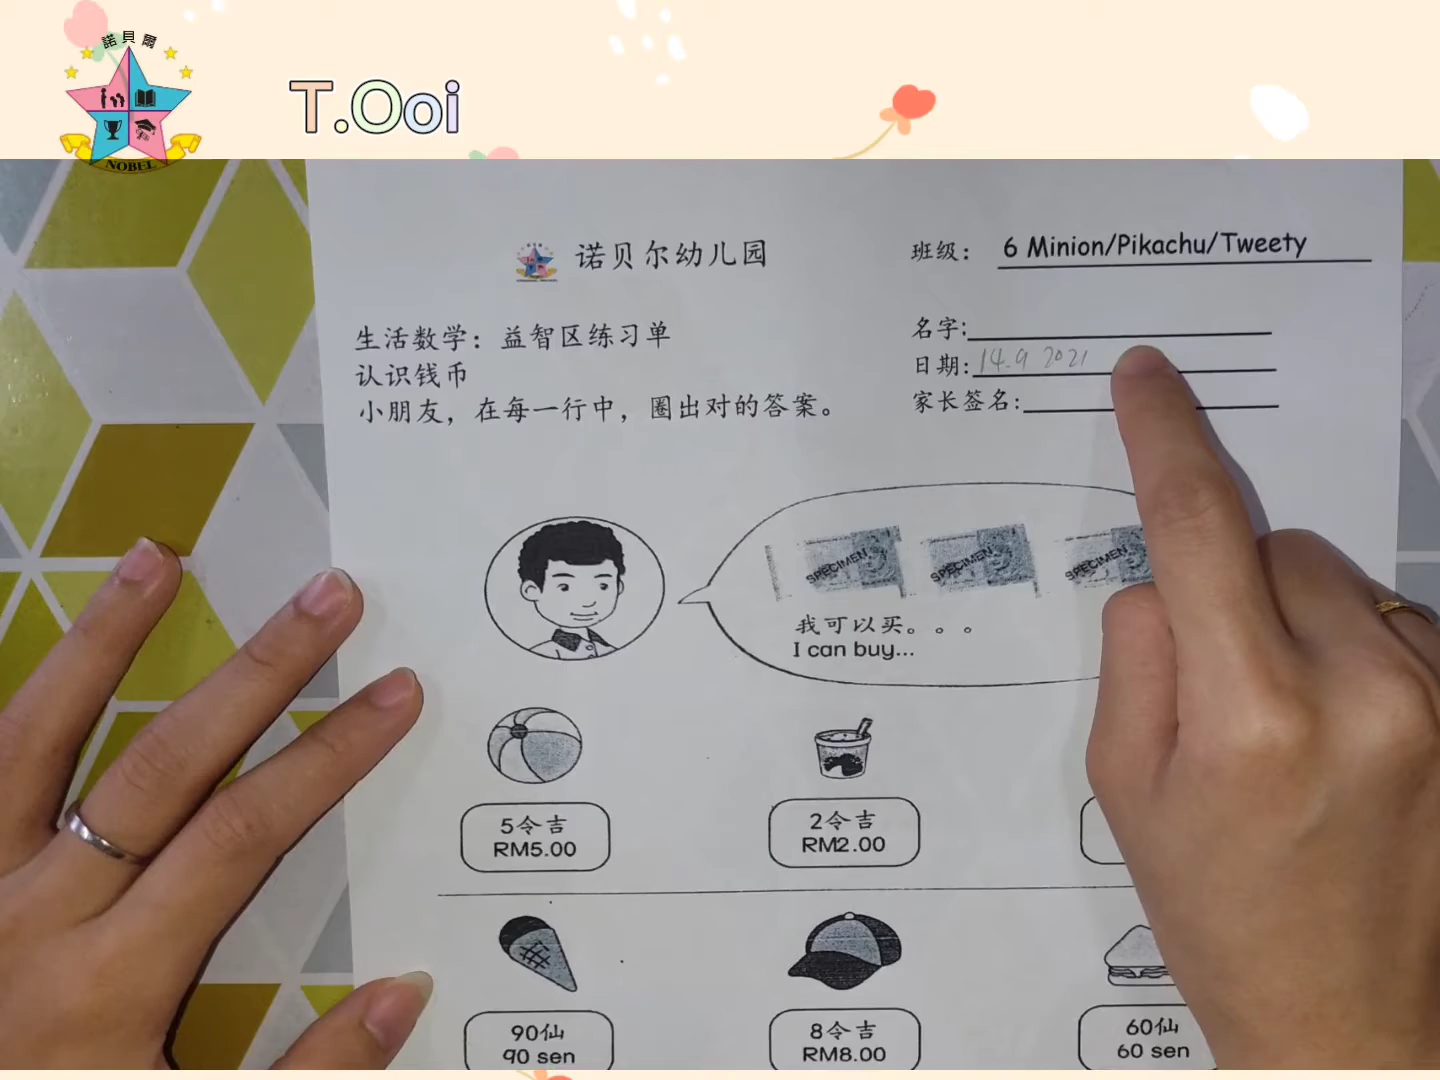 諾貝爾
NOBEL
T.Ooi
诺贝尔幼儿园
班级: 6 Minion/Pikachu/Tweety
名字:
日期: 14.9 2021
家长签名:
生活数学: 益智区练习单
认识钱币
小朋友, 在每一行中, 圈出对的答案。
SPECIMEN SPECIMEN SPECIMEN
我可以买。。。
I can buy...
5令吉
RM5.00
2令吉
RM2.00
90仙
90 sen
8令吉
RM8.00
60仙
60 sen